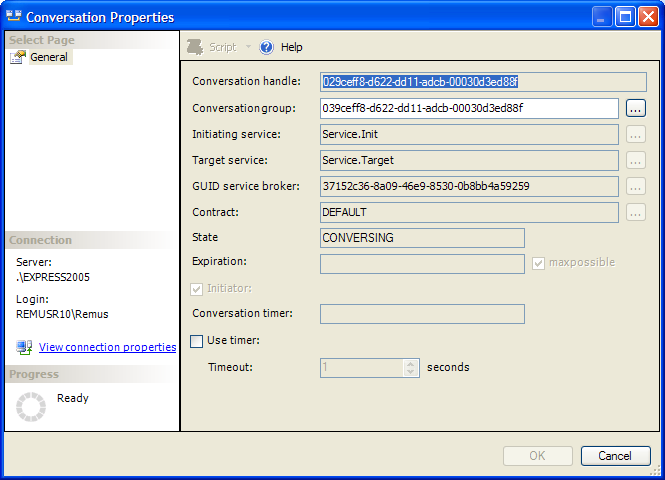 Conversation Properties
Select Page
General
Script
Help
Conversation handle: 029ceff8-d622-dd11-adcb-00030d3ed88f
Conversation group: 039ceff8-d622-dd11-adcb-00030d3ed88f ...
Initiating service: Service.Init ...
Target service: Service.Target ...
GUID service broker: 37152c36-8a09-46e9-8530-0b8bb4a59259 ...
Contract: DEFAULT ...
State CONVERSING
Expiration: maxpossible
Initiator:
Conversation timer:
Use timer:
Timeout: 1 seconds
Connection
Server:
.\EXPRESS2005
Login:
REMUSR10\Remus
View connection properties
Progress
Ready
OK Cancel